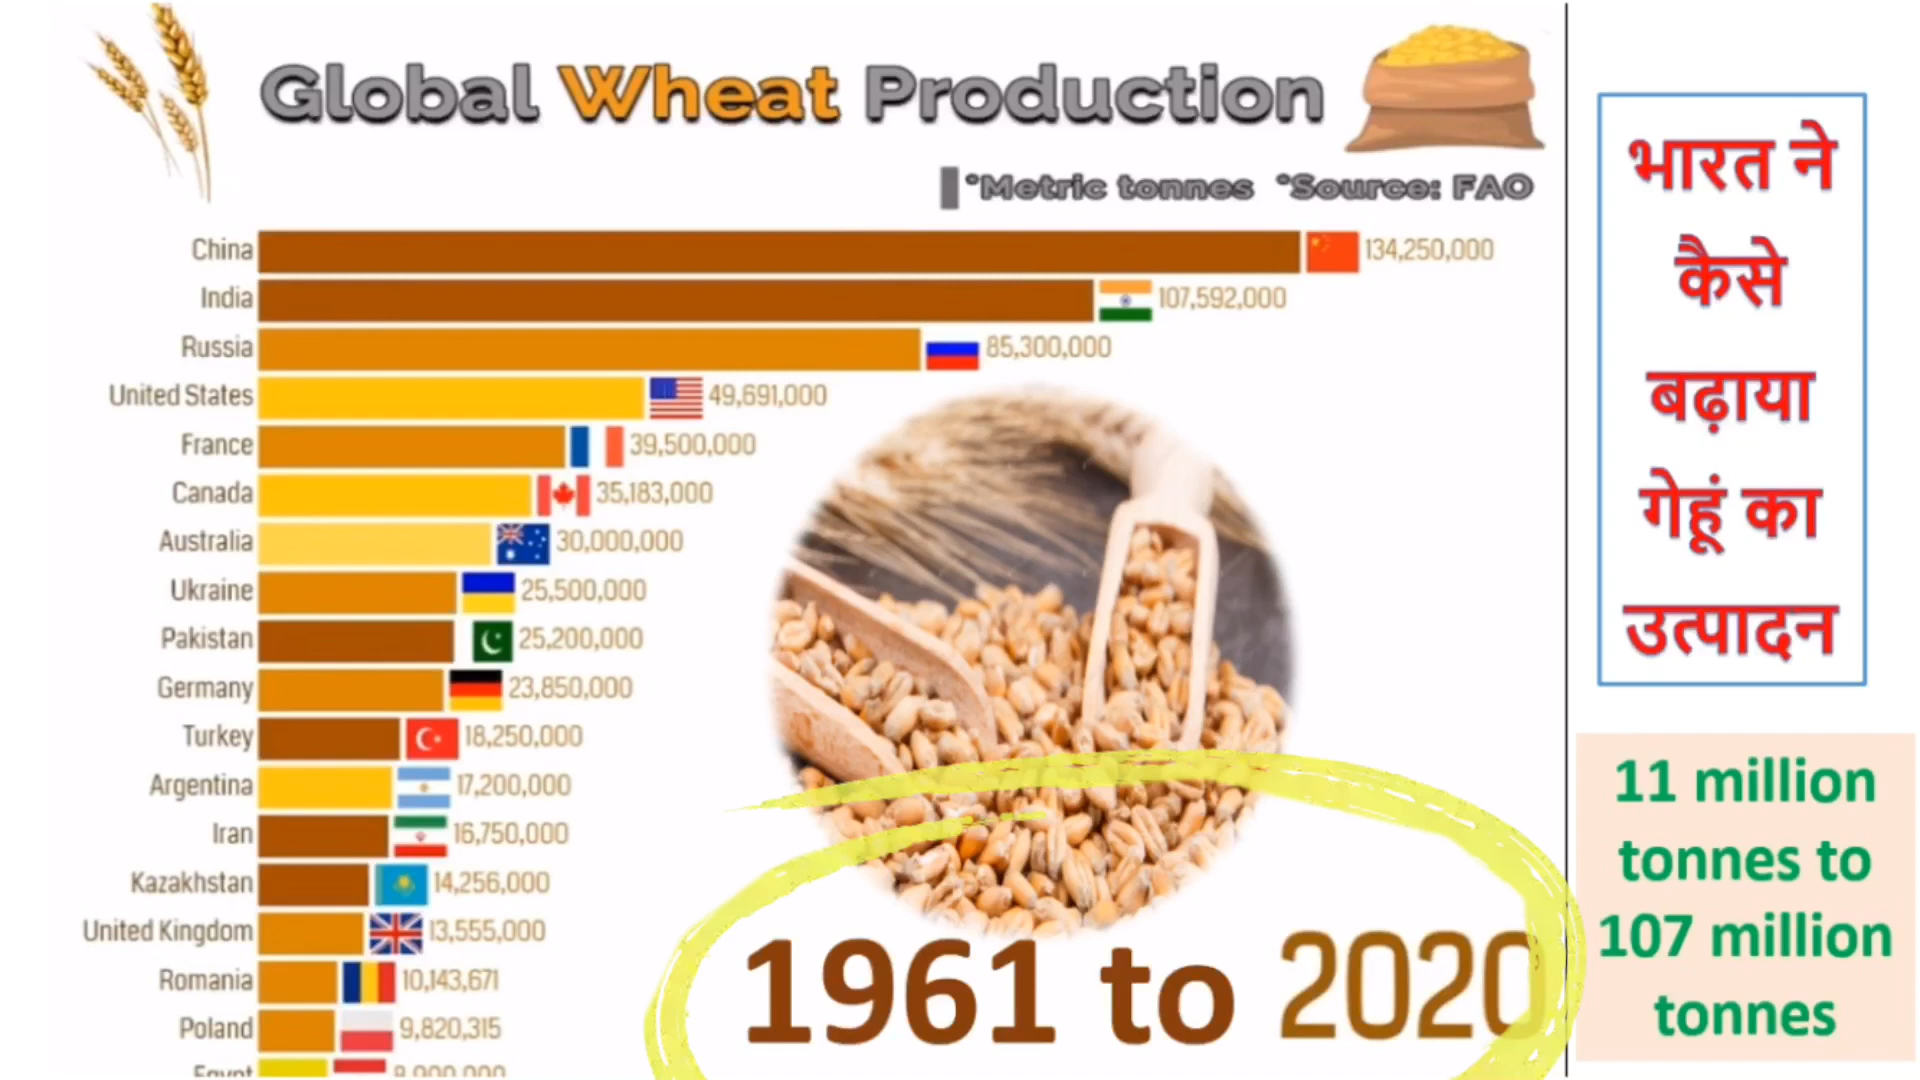 Global Wheat Production
*Metric tonnes *Source: FAO
China 134,250,000
India 107,592,000
Russia 85,300,000
United States 49,691,000
France 39,500,000
Canada 35,183,000
Australia 30,000,000
Ukraine 25,500,000
Pakistan 25,200,000
Germany 23,850,000
Turkey 18,250,000
Argentina 17,200,000
Iran 16,750,000
Kazakhstan 14,256,000
United Kingdom 13,555,000
Romania 10,143,671
Poland 9,820,315
Egypt
1961 to 2020
भारत ने
कैसे
बढ़ाया
गेहूं का
उत्पादन
11 million
tonnes to
107 million
tonnes